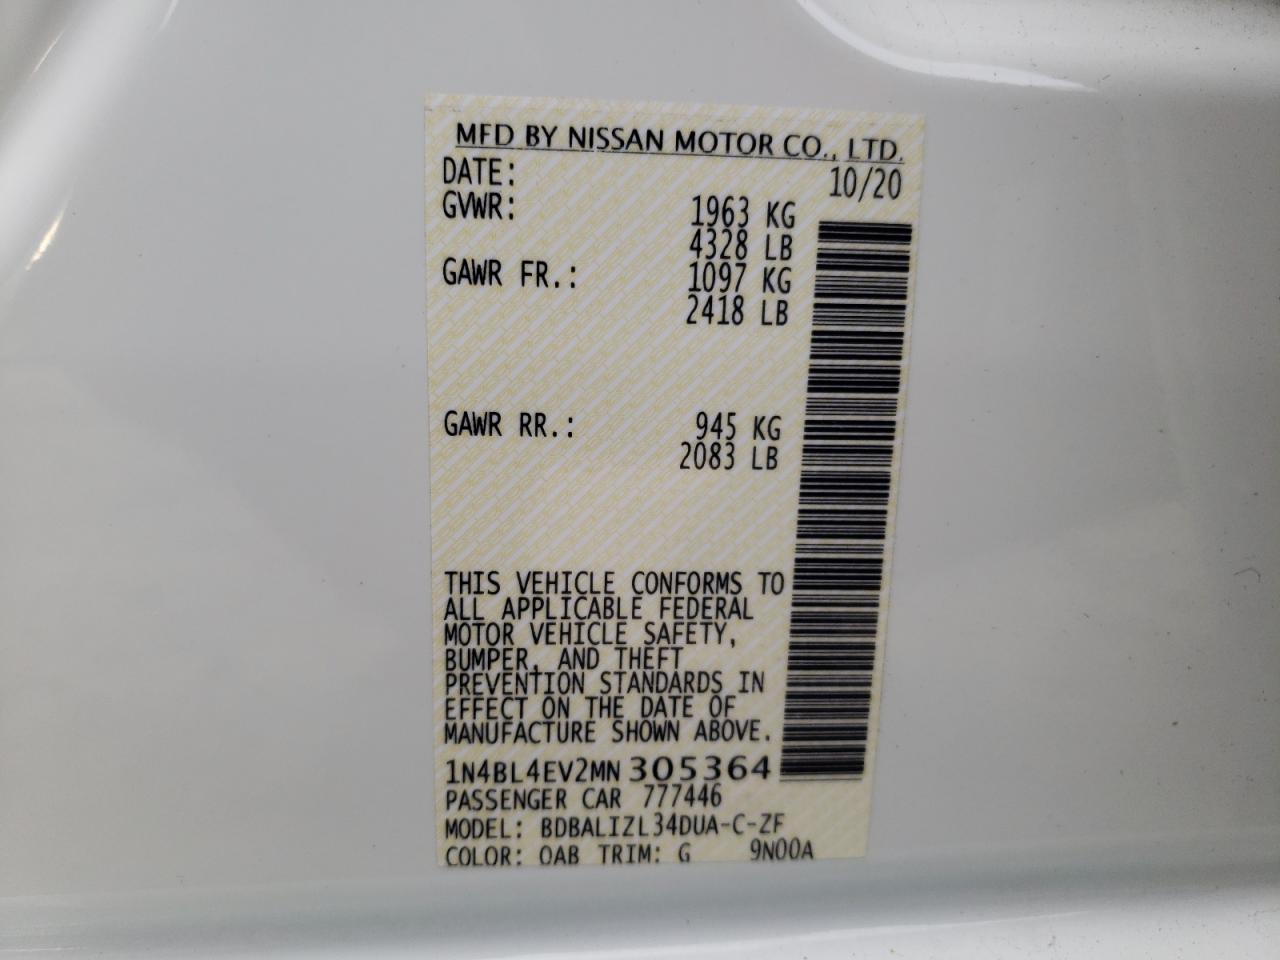 MFD BY NISSAN MOTOR CO., LTD.
DATE: 10/20
GVWR: 1963 KG
4328 LB
GAWR FR.: 1097 KG
2418 LB
GAWR RR.: 945 KG
2083 LB
THIS VEHICLE CONFORMS TO
ALL APPLICABLE FEDERAL
MOTOR VEHICLE SAFETY,
BUMPER, AND THEFT
PREVENTION STANDARDS IN
EFFECT ON THE DATE OF
MANUFACTURE SHOWN ABOVE.
1N4BL4EV2MN 305364
PASSENGER CAR 777446
MODEL: BDBALIZL34DUA-C-ZF
COLOR: QAB TRIM: G 9N00A